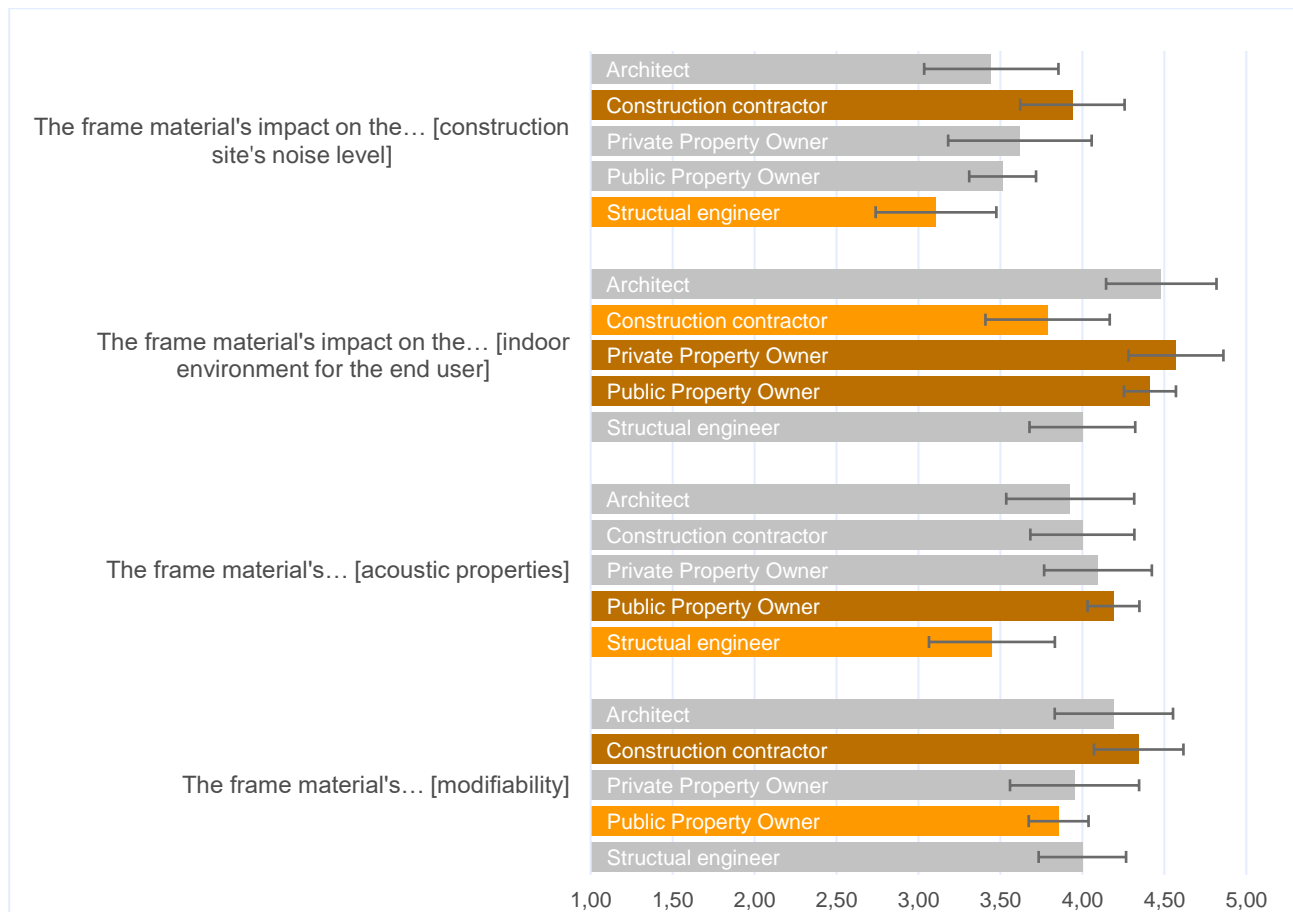 Architect
Construction contractor
The frame material's impact on the… [construction
site's noise level]
Private Property Owner
Public Property Owner
Structual engineer
Architect
Construction contractor
The frame material's impact on the… [indoor
environment for the end user]
Private Property Owner
Public Property Owner
Structual engineer
Architect
Construction contractor
The frame material's… [acoustic properties]
Private Property Owner
Public Property Owner
Structual engineer
Architect
Construction contractor
The frame material's… [modifiability]
Private Property Owner
Public Property Owner
Structual engineer
1,00 1,50 2,00 2,50 3,00 3,50 4,00 4,50 5,00